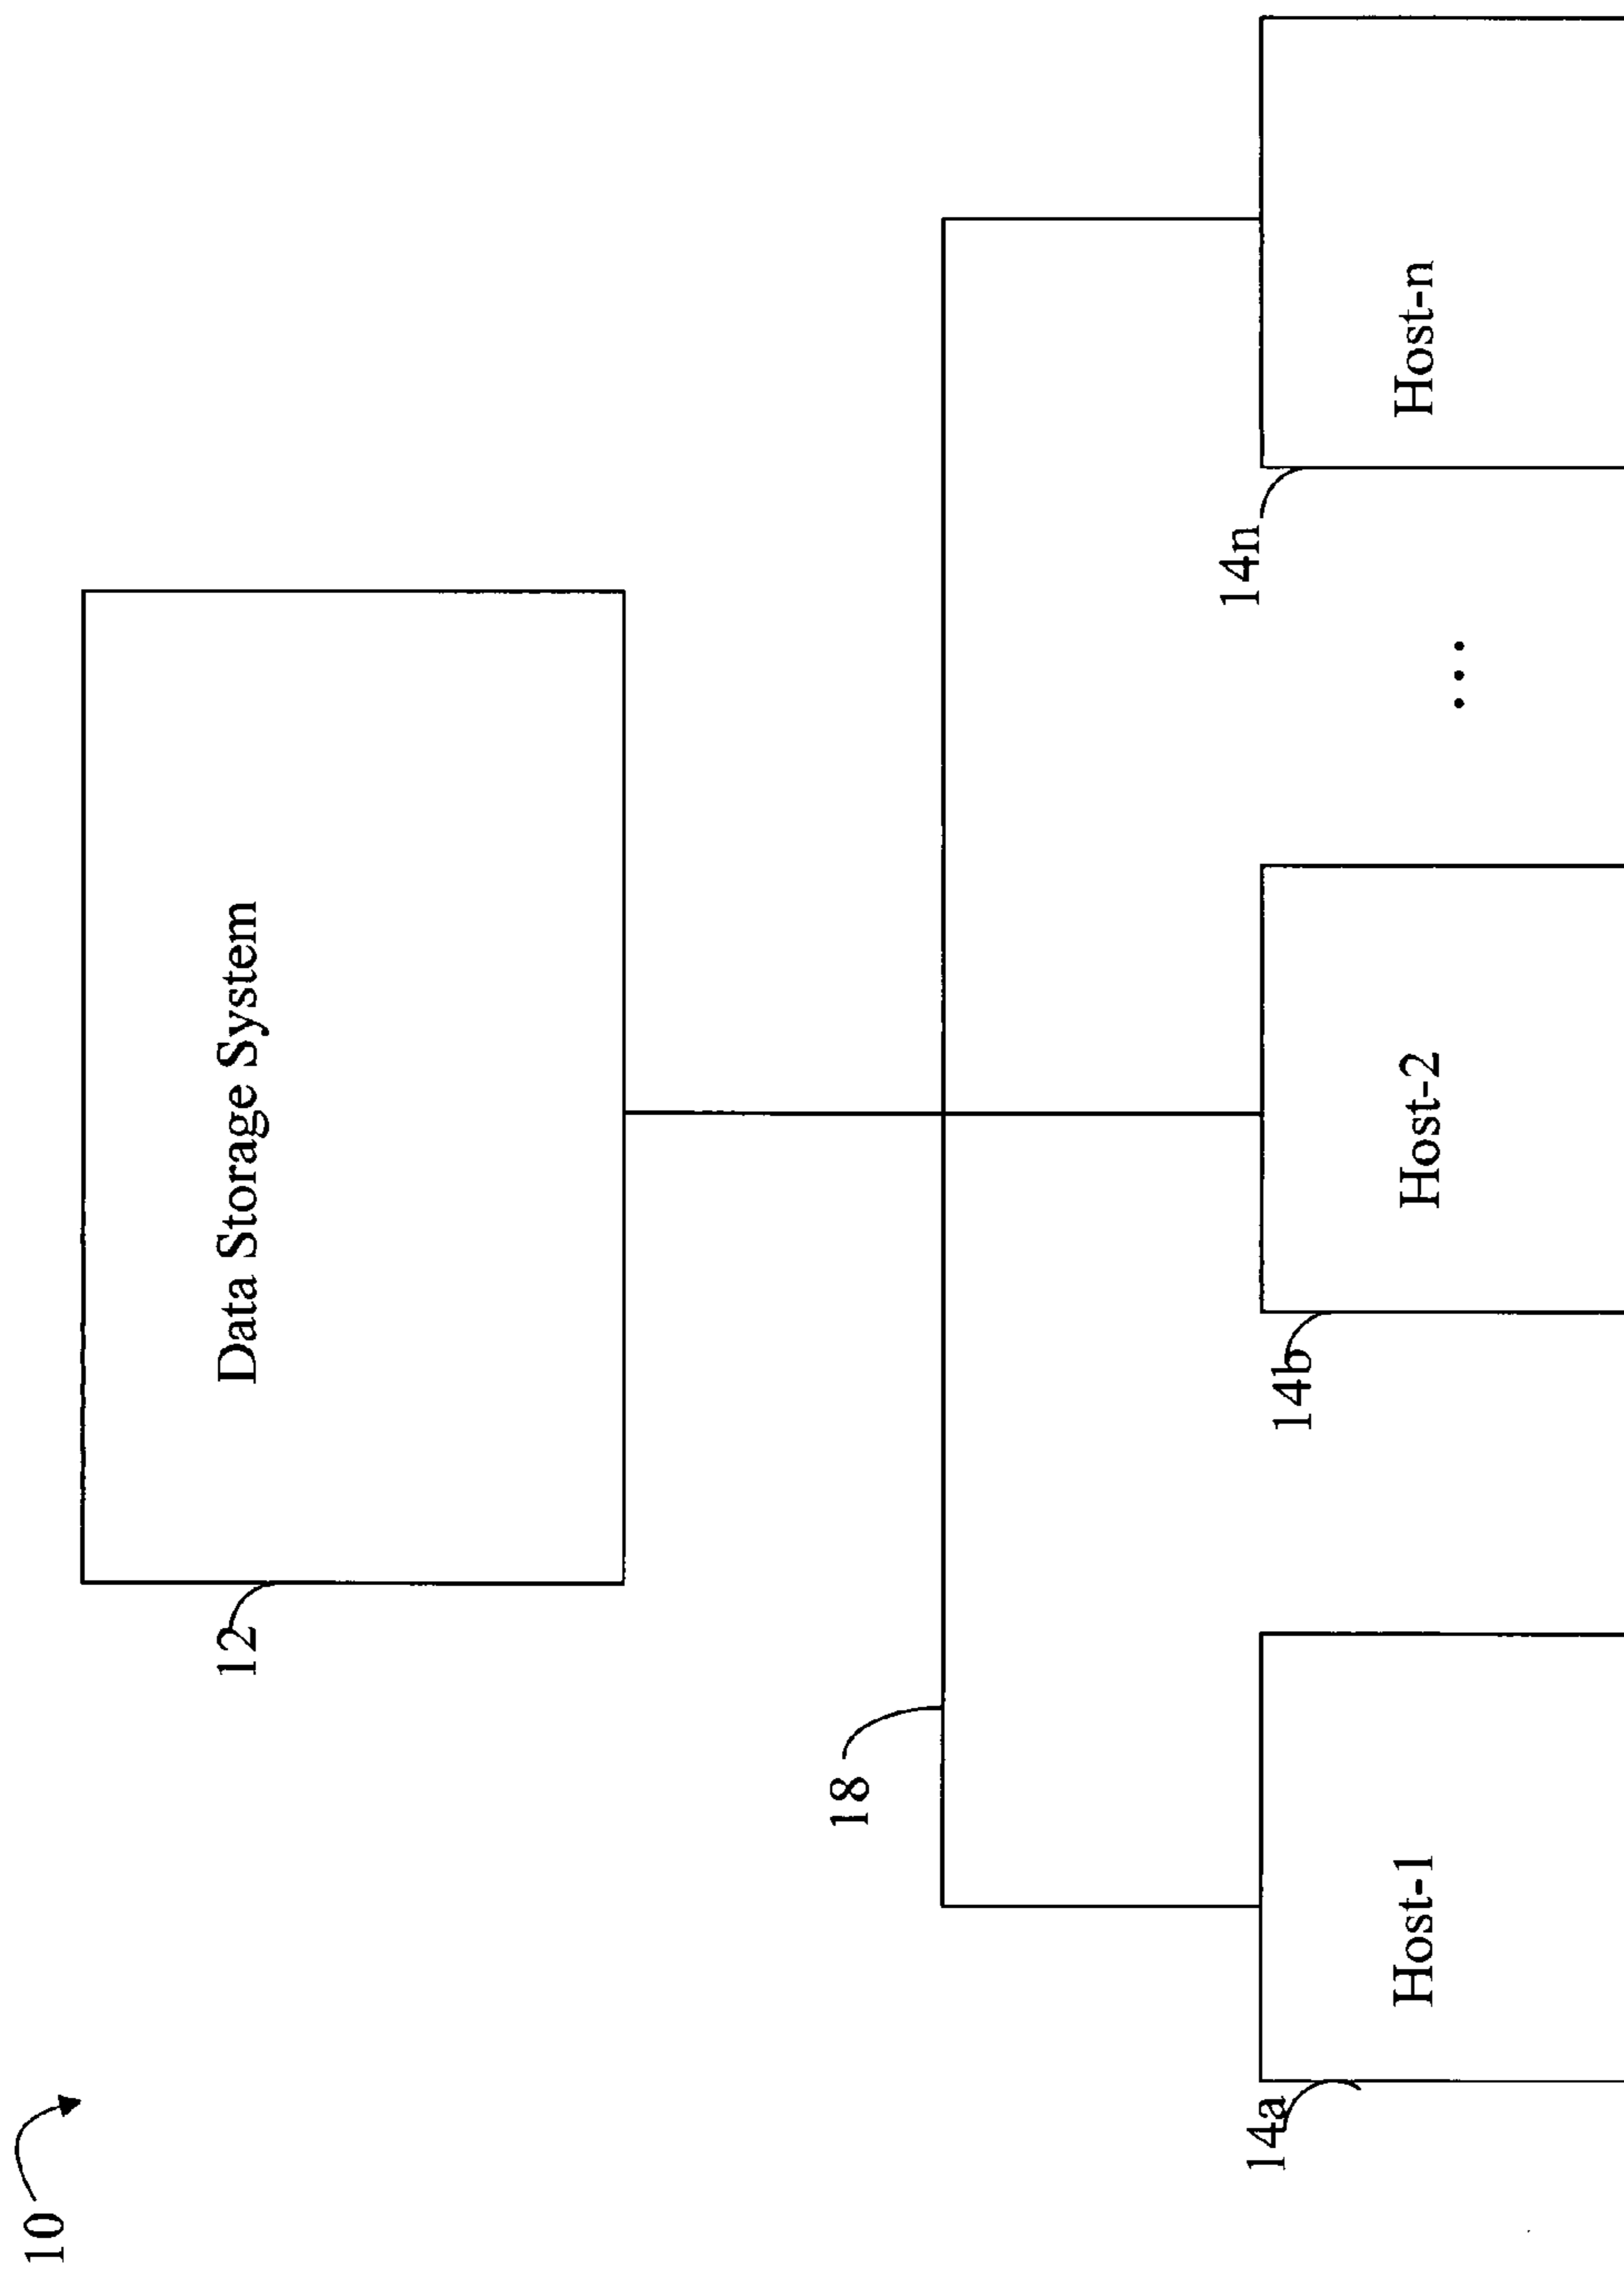 10
12
Data Storage System
18
14a
Host-1
14b
Host-2
...
14n
Host-n